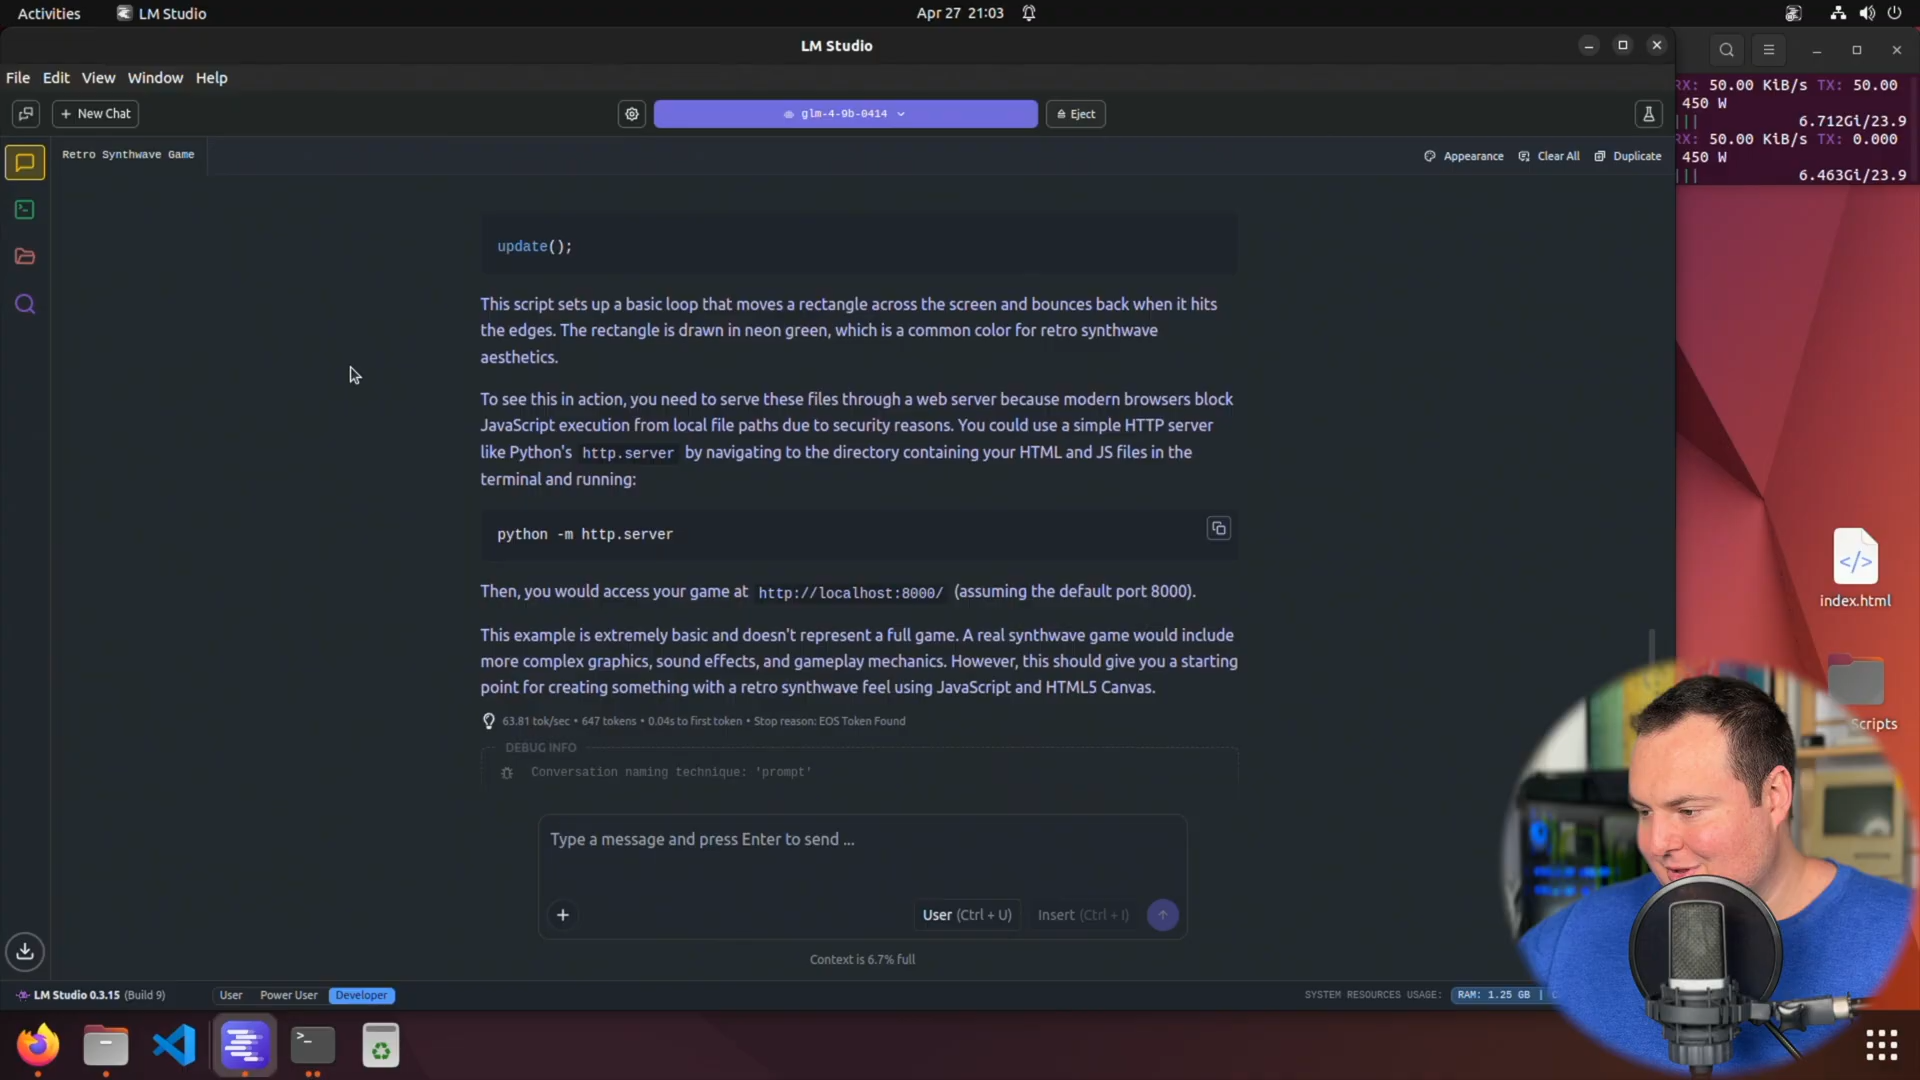 Activities
LM Studio
Apr 27 21:03
LM Studio
File Edit View Window Help
+ New Chat
glm-4-9b-0414
Eject
RX: 50.00 KiB/s TX: 50.00
450 W
||| 6.712Gi/23.9
RX: 50.00 KiB/s TX: 0.000
450 W
||| 6.463Gi/23.9
Retro Synthwave Game
Appearance
Clear All
Duplicate
update();
This script sets up a basic loop that moves a rectangle across the screen and bounces back when it hits
the edges. The rectangle is drawn in neon green, which is a common color for retro synthwave
aesthetics.
To see this in action, you need to serve these files through a web server because modern browsers block
JavaScript execution from local file paths due to security reasons. You could use a simple HTTP server
like Python's http.server by navigating to the directory containing your HTML and JS files in the
terminal and running:
python -m http.server
Then, you would access your game at http://localhost:8000/ (assuming the default port 8000).
This example is extremely basic and doesn't represent a full game. A real synthwave game would include
more complex graphics, sound effects, and gameplay mechanics. However, this should give you a starting
point for creating something with a retro synthwave feel using JavaScript and HTML5 Canvas.
63.81 tok/sec • 647 tokens • 0.04s to first token • Stop reason: EOS Token Found
DEBUG INFO
Conversation naming technique: 'prompt'
index.html
Scripts
Type a message and press Enter to send ...
User (Ctrl + U)
Insert (Ctrl + I)
Context is 6.7% full
LM Studio 0.3.15 (Build 9)
User
Power User
Developer
SYSTEM RESOURCES USAGE:
RAM: 1.25 GB |